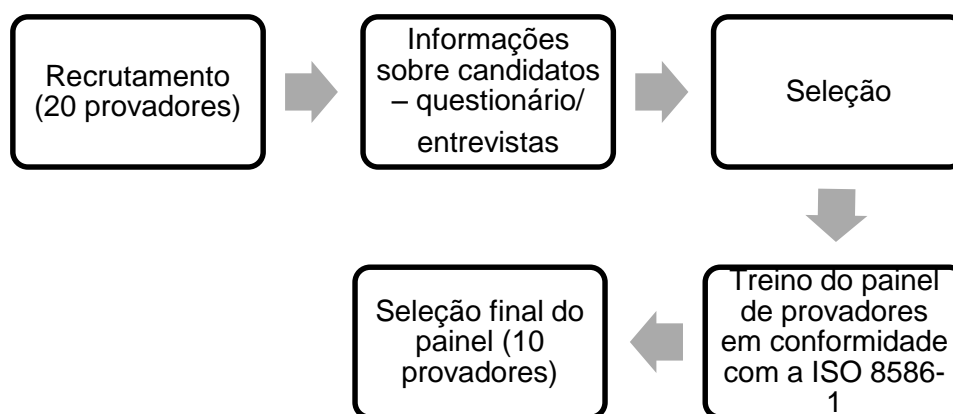 Recrutamento
(20 provadores)
Informações
sobre candidatos
– questionário/
entrevistas
Seleção
Treino do painel
de provadores
em conformidade
com a ISO 8586-
1
Seleção final do
painel (10
provadores)